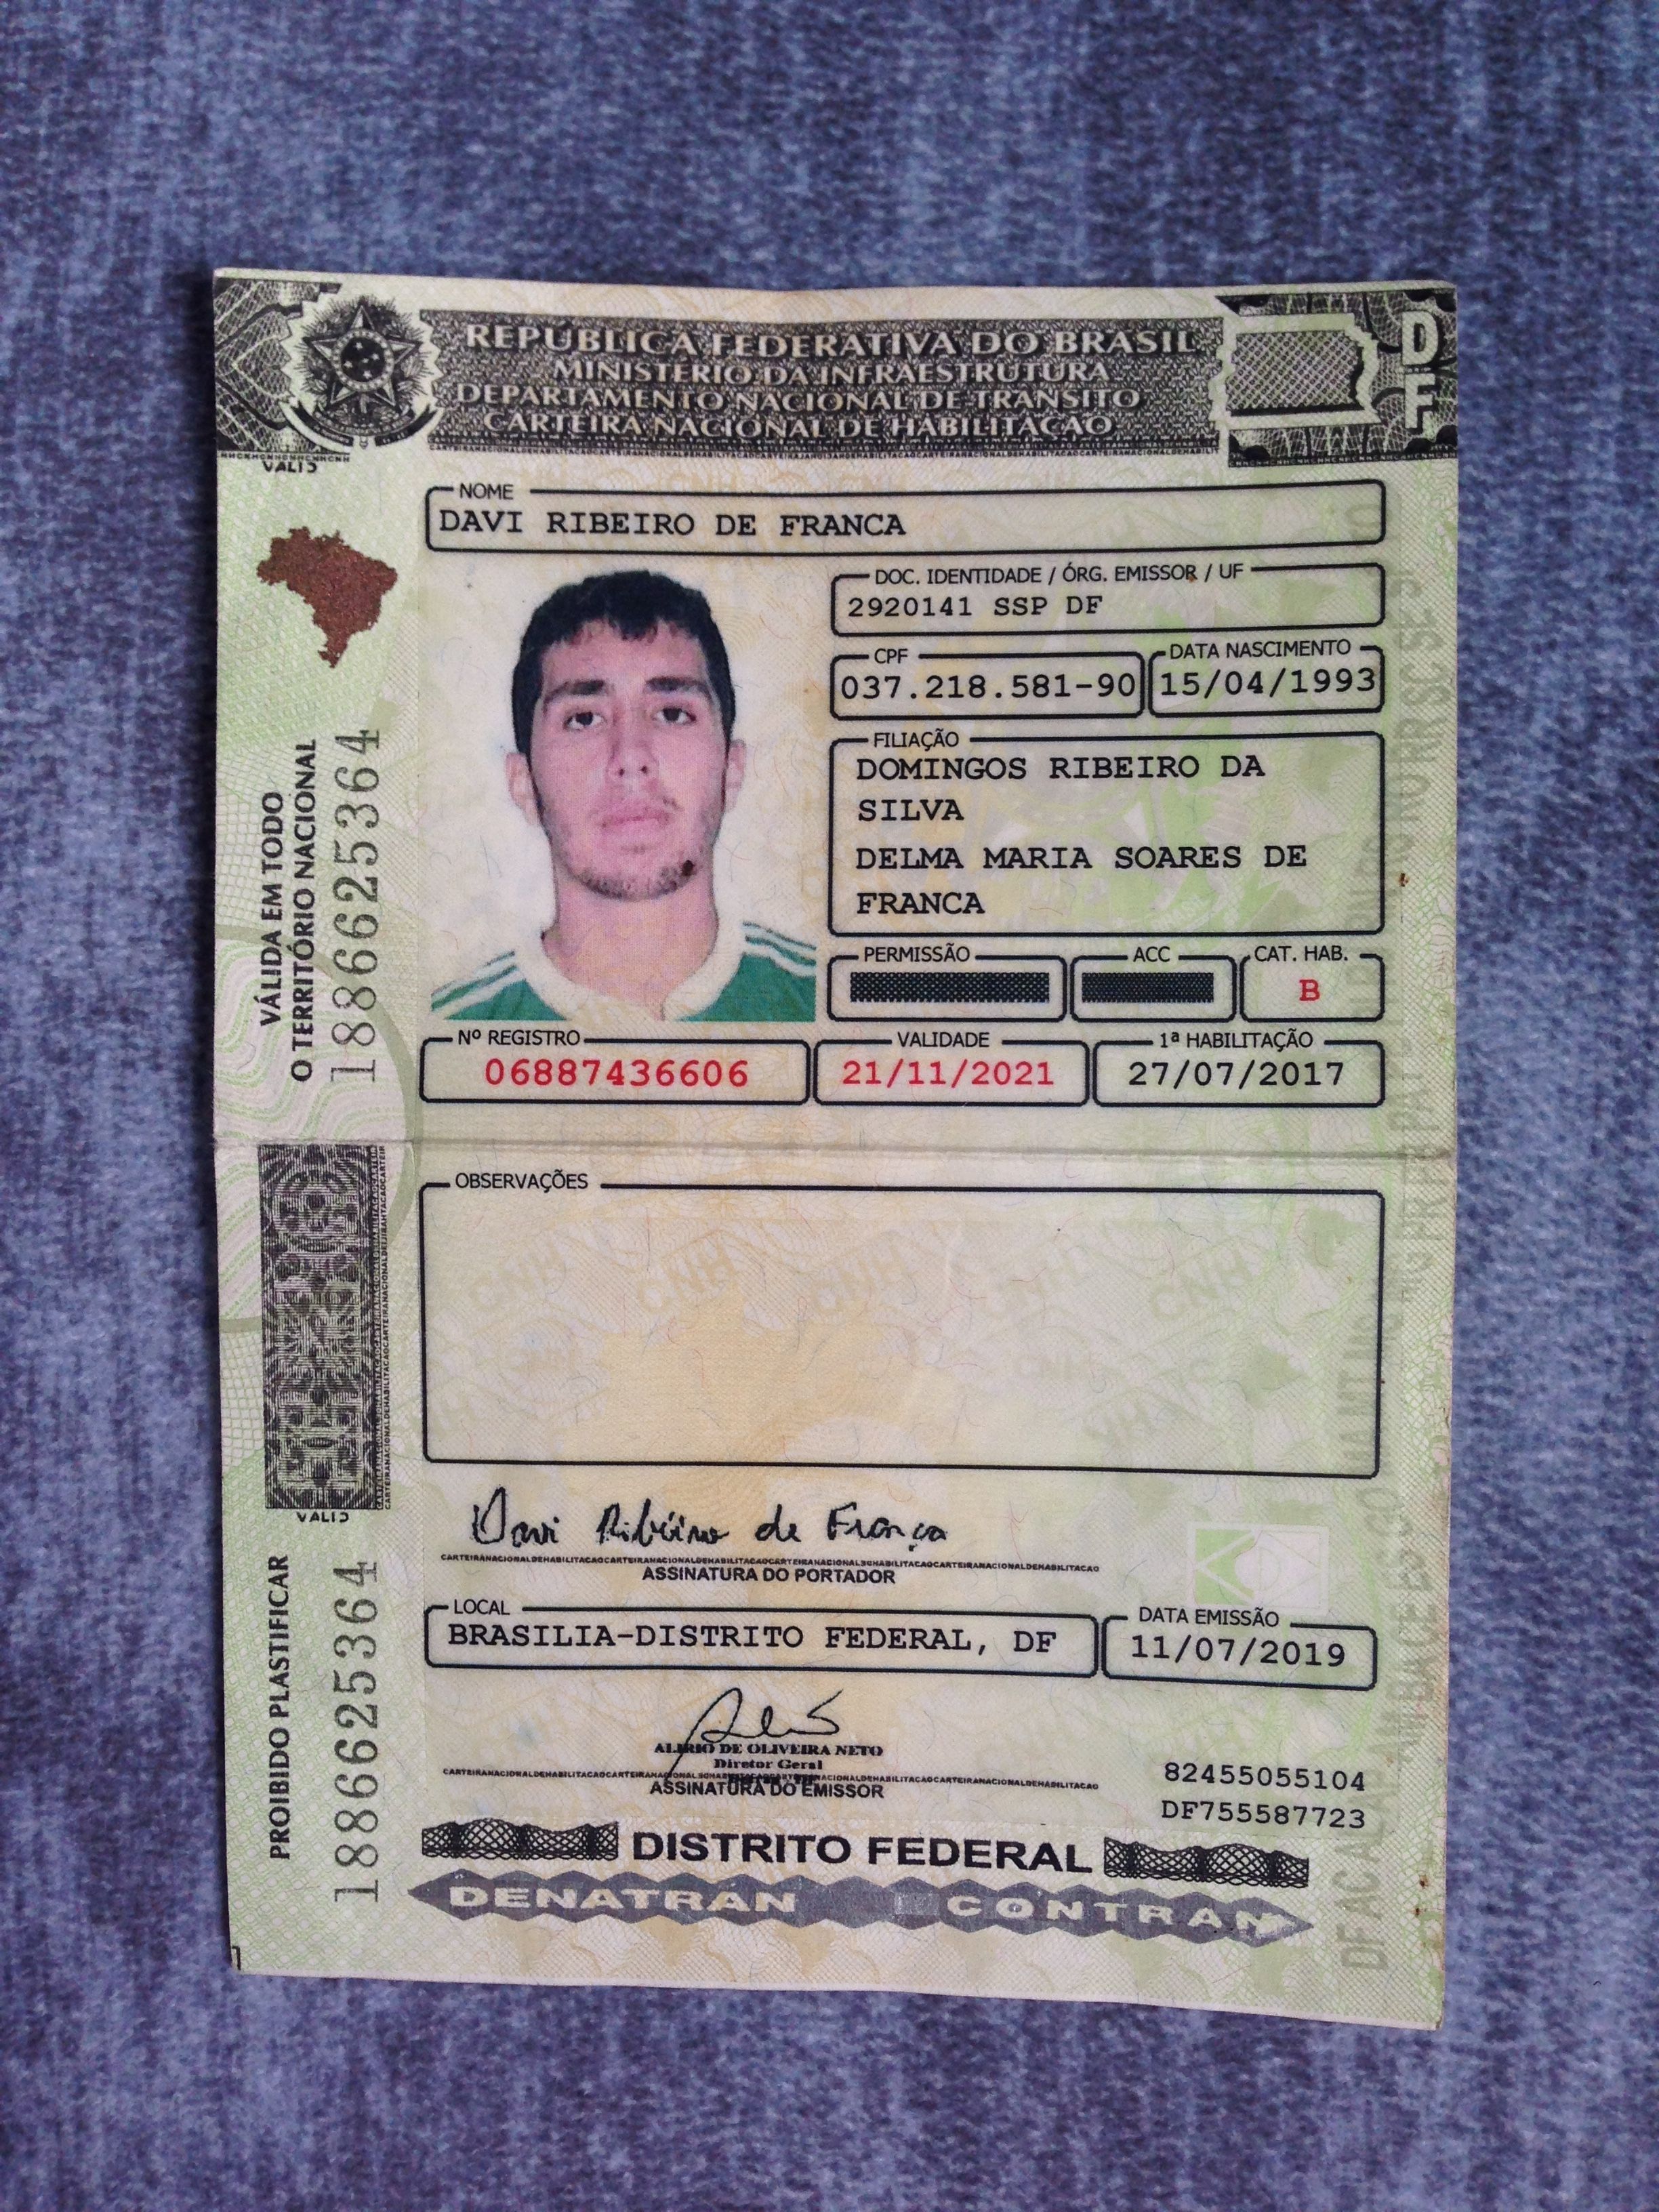 REPÚBLICA FEDERATIVA DO BRASIL
MINISTÉRIO DA INFRAESTRUTURA
DEPARTAMENTO NACIONAL DE TRÂNSITO
CARTEIRA NACIONAL DE HABILITAÇÃO
DF
VALID
NOME
DAVI RIBEIRO DE FRANCA
DOC. IDENTIDADE / ÓRG. EMISSOR / UF
2920141 SSP DF
CPF
037.218.581-90
DATA NASCIMENTO
15/04/1993
FILIAÇÃO
DOMINGOS RIBEIRO DA
SILVA
DELMA MARIA SOARES DE
FRANCA
PERMISSÃO
ACC
CAT. HAB.
B
Nº REGISTRO
06887436606
VALIDADE
21/11/2021
1ª HABILITAÇÃO
27/07/2017
VÁLIDA EM TODO
O TERRITÓRIO NACIONAL
1886625364
OBSERVAÇÕES
VALID
Davi Ribeiro de França
ASSINATURA DO PORTADOR
LOCAL
BRASILIA-DISTRITO FEDERAL, DF
DATA EMISSÃO
11/07/2019
ALIRIO DE OLIVEIRA NETO
Diretor Geral
ASSINATURA DO EMISSOR
82455055104
DF755587723
PROIBIDO PLASTIFICAR
1886625364
DISTRITO FEDERAL
DENATRAN CONTRAN